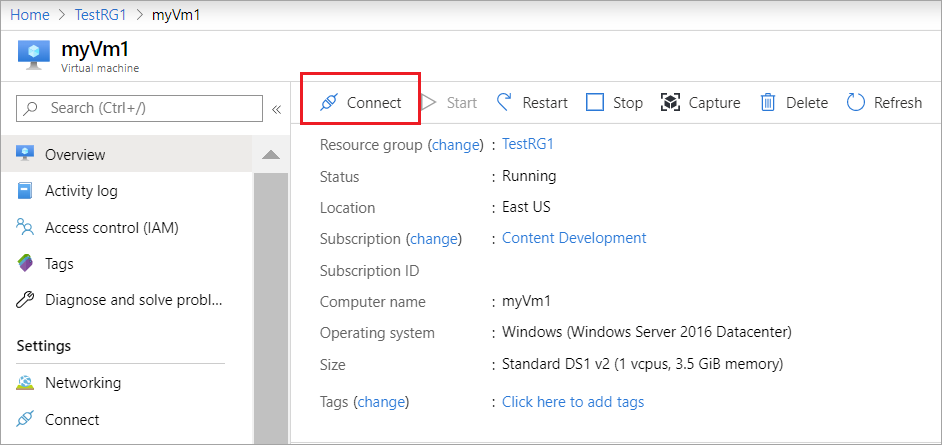 Home > TestRG1 > myVm1
myVm1
Virtual machine
Search (Ctrl+/)
«
Overview
Activity log
Access control (IAM)
Tags
Diagnose and solve probl...
Settings
Networking
Connect
Connect Start Restart Stop Capture Delete Refresh
Resource group (change) : TestRG1
Status : Running
Location : East US
Subscription (change) : Content Development
Subscription ID
Computer name : myVm1
Operating system : Windows (Windows Server 2016 Datacenter)
Size : Standard DS1 v2 (1 vcpus, 3.5 GiB memory)
Tags (change) : Click here to add tags